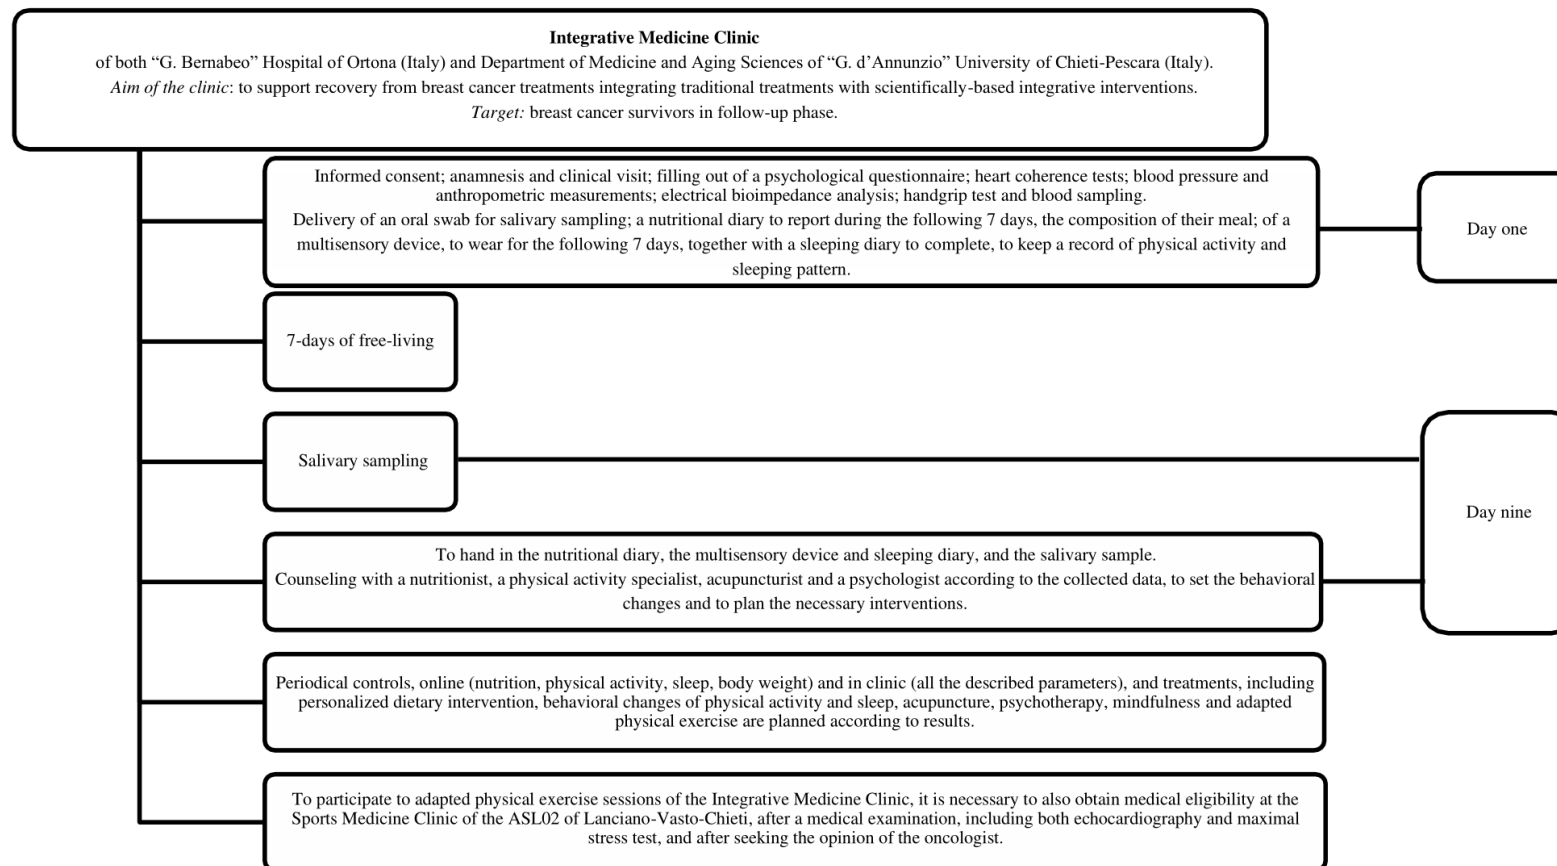 Integrative Medicine Clinic
of both “G. Bernabeo” Hospital of Ortona (Italy) and Department of Medicine and Aging Sciences of “G. d’Annunzio” University of Chieti-Pescara (Italy).
Aim of the clinic: to support recovery from breast cancer treatments integrating traditional treatments with scientifically-based integrative interventions.
Target: breast cancer survivors in follow-up phase.
Informed consent; anamnesis and clinical visit; filling out of a psychological questionnaire; heart coherence tests; blood pressure and
anthropometric measurements; electrical bioimpedance analysis; handgrip test and blood sampling.
Delivery of an oral swab for salivary sampling; a nutritional diary to report during the following 7 days, the composition of their meal; of a
multisensory device, to wear for the following 7 days, together with a sleeping diary to complete, to keep a record of physical activity and
sleeping pattern.
Day one
7-days of free-living
Salivary sampling
Day nine
To hand in the nutritional diary, the multisensory device and sleeping diary, and the salivary sample.
Counseling with a nutritionist, a physical activity specialist, acupuncturist and a psychologist according to the collected data, to set the behavioral
changes and to plan the necessary interventions.
Periodical controls, online (nutrition, physical activity, sleep, body weight) and in clinic (all the described parameters), and treatments, including
personalized dietary intervention, behavioral changes of physical activity and sleep, acupuncture, psychotherapy, mindfulness and adapted
physical exercise are planned according to results.
To participate to adapted physical exercise sessions of the Integrative Medicine Clinic, it is necessary to also obtain medical eligibility at the
Sports Medicine Clinic of the ASL02 of Lanciano-Vasto-Chieti, after a medical examination, including both echocardiography and maximal
stress test, and after seeking the opinion of the oncologist.